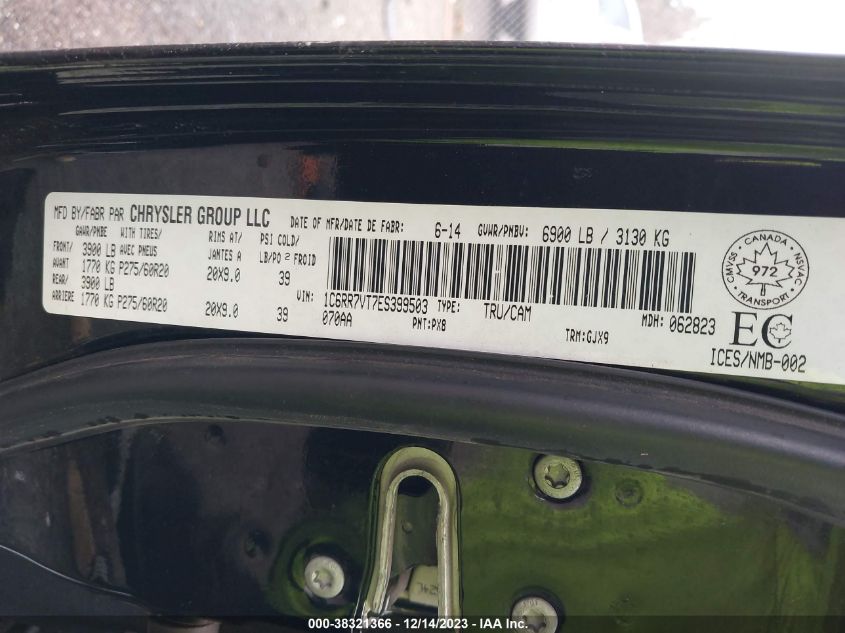 MFD BY/FABR PAR CHRYSLER GROUP LLC DATE OF MFR/DATE DE FABR: 6-14 GVWR/PNBV: 6900 LB / 3130 KG
GAWR/PNBE WITH TIRES/ RIMS AT/ PSI COLD/
AVEC PNEUS JANTES A LB/PO 2 FROID
FRONT/ 3900 LB
AVANT 1770 KG P275/60R20 20X9.0 39
REAR/ 3900 LB
ARRIERE 1770 KG P275/60R20 20X9.0 39
VIN: 1C6RR7VT7ES399503 TYPE: TRU/CAM MDH: 062823
070AA PNT:PX8 TRM:GJX9
CANADA
CMVSS 972 NSVAC
TRANSPORT
EC
ICES/NMB-002
000-38321366 - 12/14/2023 - IAA Inc.